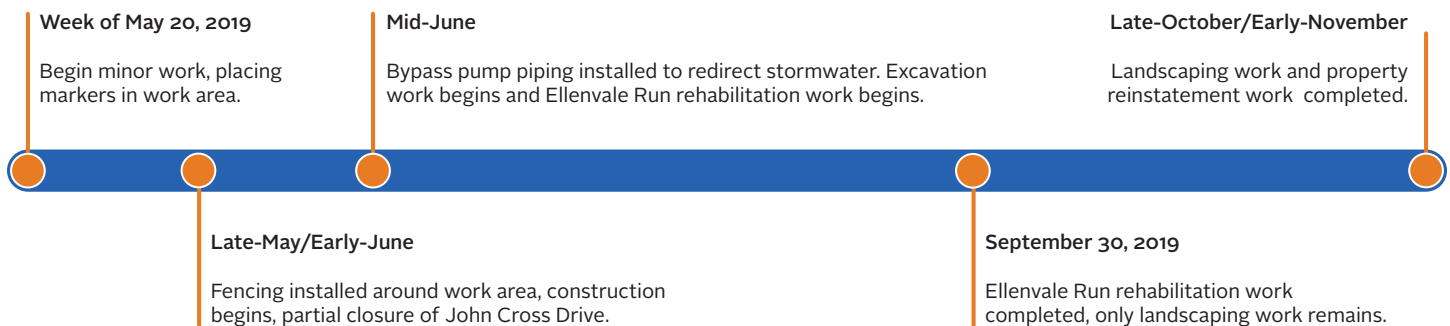 Week of May 20, 2019
Begin minor work, placing
markers in work area.
Mid-June
Bypass pump piping installed to redirect stormwater. Excavation
work begins and Ellenvale Run rehabilitation work begins.
Late-October/Early-November
Landscaping work and property
reinstatement work completed.
Late-May/Early-June
Fencing installed around work area, construction
begins, partial closure of John Cross Drive.
September 30, 2019
Ellenvale Run rehabilitation work
completed, only landscaping work remains.